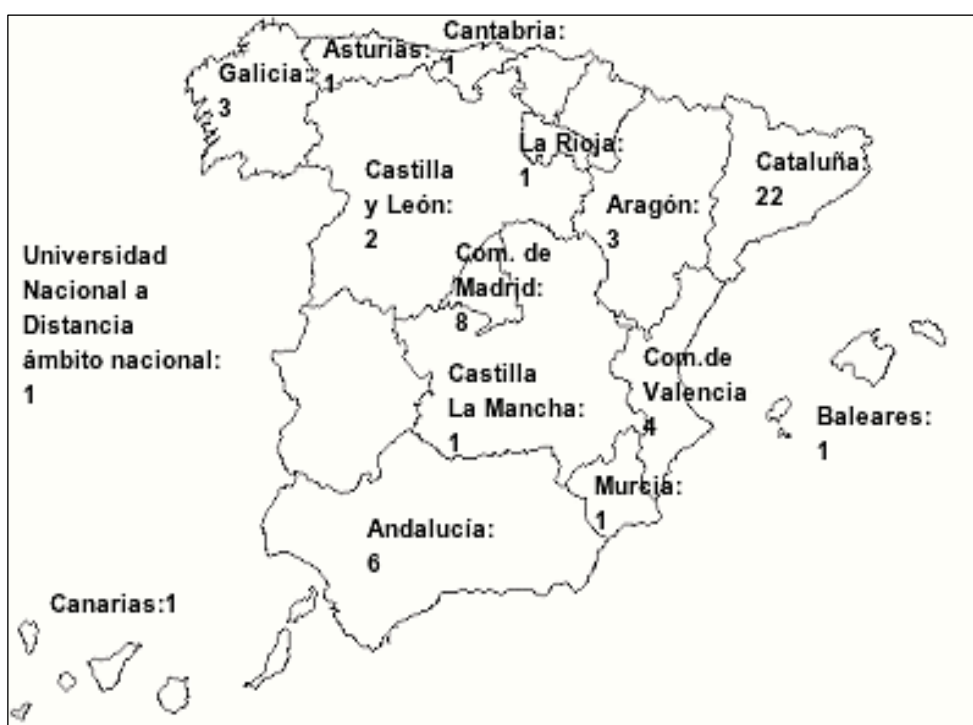 Cantabria:
1
Asturias:
1
Galicia:
3
La Rioja:
1
Cataluña:
22
Castilla
y León:
2
Aragón:
3
Universidad
Nacional a
Distancia
ámbito nacional:
1
Com. de
Madrid:
8
Com.de
Valencia
4
Castilla
La Mancha:
1
Baleares:
1
Murcia:
1
Andalucía:
6
Canarias:1